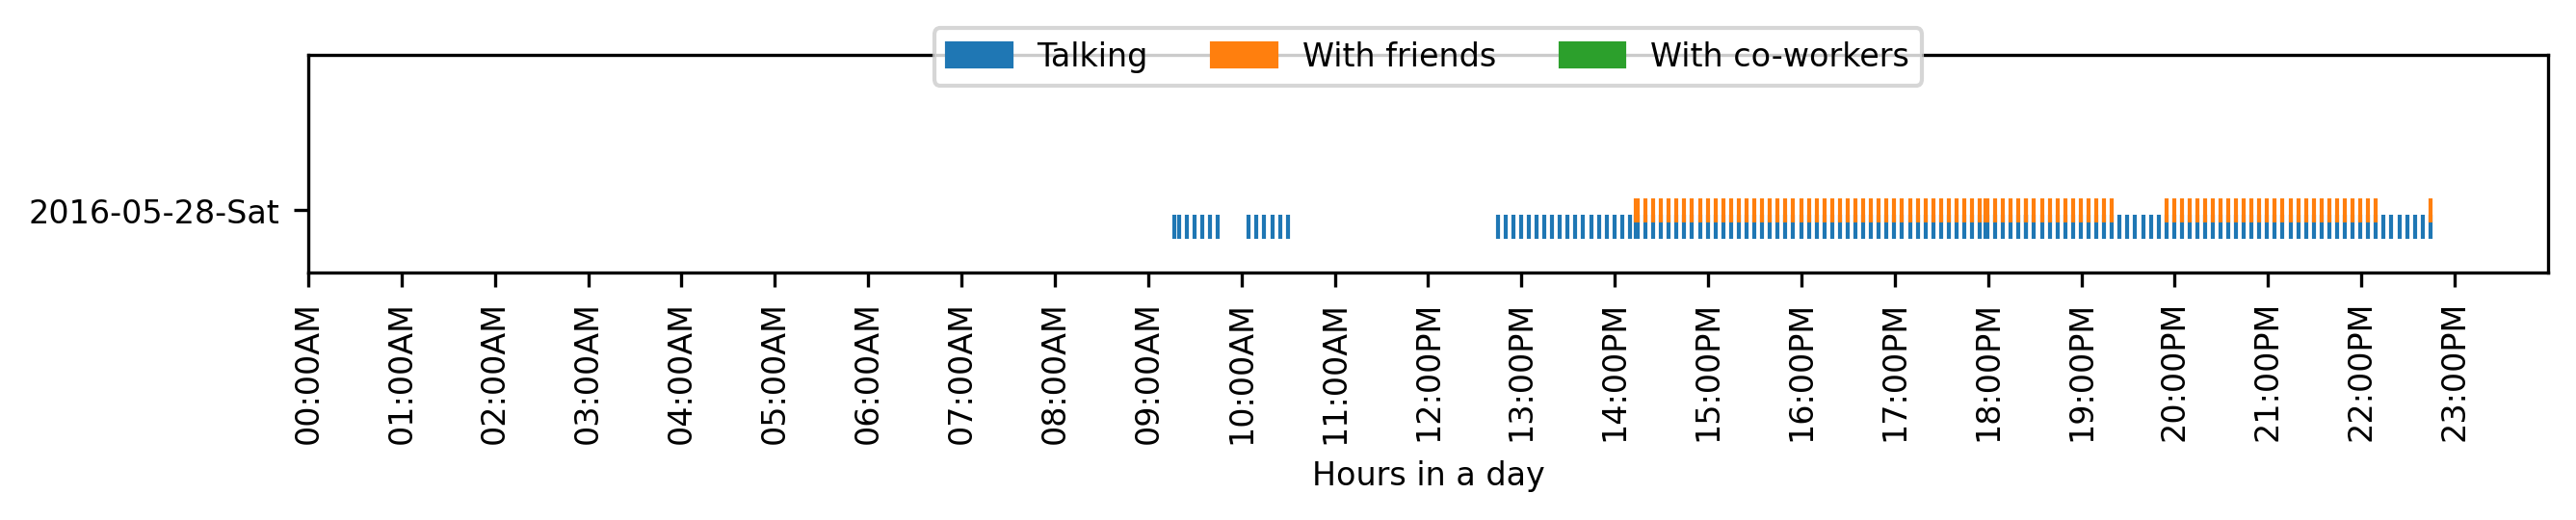 Talking With friends With co-workers
2016-05-28-Sat
00:00AM
01:00AM
02:00AM
03:00AM
04:00AM
05:00AM
06:00AM
07:00AM
08:00AM
09:00AM
10:00AM
11:00AM
12:00PM
13:00PM
14:00PM
15:00PM
16:00PM
17:00PM
18:00PM
19:00PM
20:00PM
21:00PM
22:00PM
23:00PM
Hours in a day